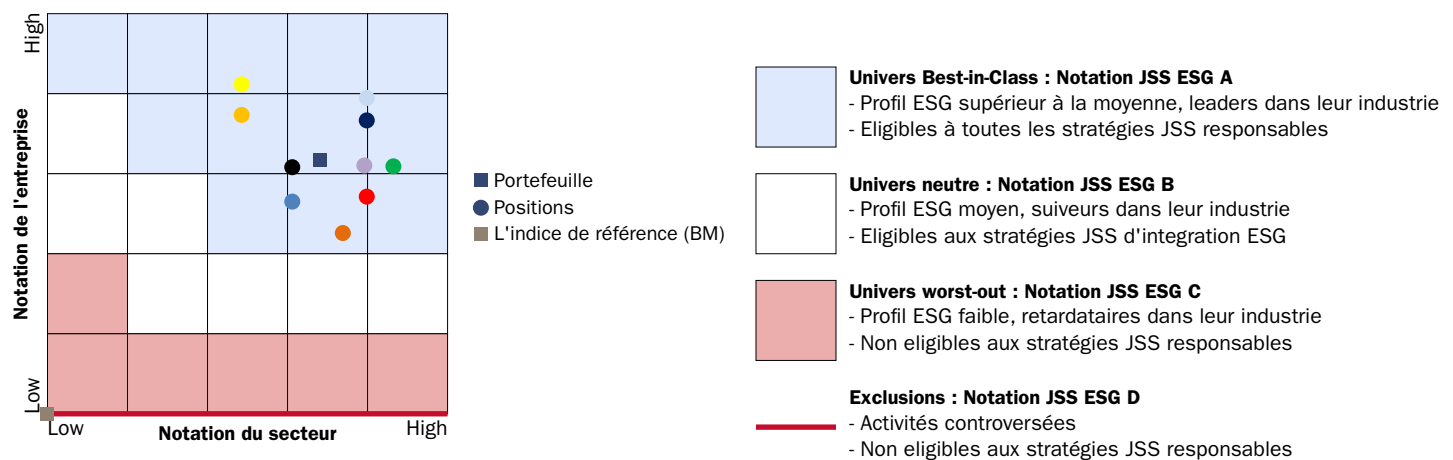 High
Notation de l'entreprise
Low
Low
Notation du secteur
High
Portefeuille
Positions
L'indice de référence (BM)
Univers Best-in-Class : Notation JSS ESG A
- Profil ESG supérieur à la moyenne, leaders dans leur industrie
- Eligibles à toutes les stratégies JSS responsables
Univers neutre : Notation JSS ESG B
- Profil ESG moyen, suiveurs dans leur industrie
- Eligibles aux stratégies JSS d'integration ESG
Univers worst-out : Notation JSS ESG C
- Profil ESG faible, retardataires dans leur industrie
- Non eligibles aux stratégies JSS responsables
Exclusions : Notation JSS ESG D
- Activités controversées
- Non eligibles aux stratégies JSS responsables